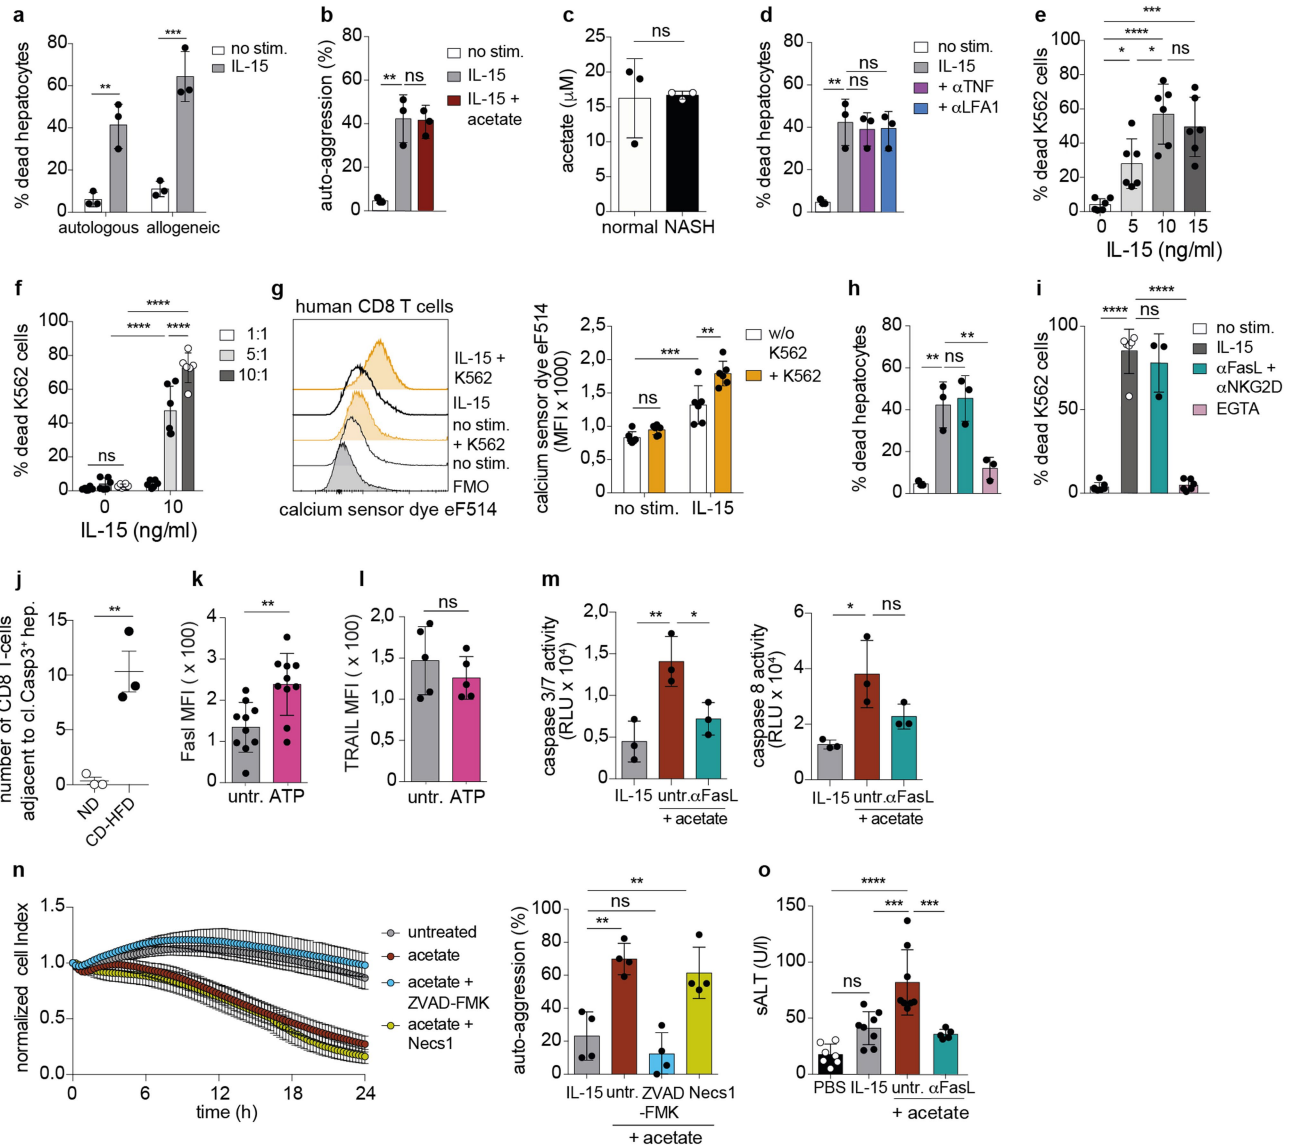 a
% dead hepatocytes
80
60
40
20
0
**
***
no stim.
IL-15
autologous
allogeneic
b
auto-aggression (%)
80
60
40
20
0
**
ns
no stim.
IL-15
IL-15 +
acetate
c
acetate (µM)
25
20
15
10
5
0
ns
normal
NASH
d
% dead hepatocytes
80
60
40
20
0
**
ns
ns
no stim.
IL-15
+ αTNF
+ αLFA1
e
% dead K562 cells
100
80
60
40
20
0
***
****
*
*
ns
0
5
10
15
IL-15 (ng/ml)
f
% dead K562 cells
100
80
60
40
20
0
ns
****
****
****
1:1
5:1
10:1
0
10
IL-15 (ng/ml)
g
human CD8 T cells
IL-15 +
K562
IL-15
no stim.
+ K562
no stim.
FMO
calcium sensor dye eF514
calcium sensor dye eF514
(MFI x 1000)
2,5
2,0
1,5
1,0
0,5
0
ns
***
**
w/o
K562
+ K562
no stim.
IL-15
h
% dead hepatocytes
80
60
40
20
0
**
ns
**
i
% dead K562 cells
100
50
0
****
ns
****
no stim.
IL-15
αFasL +
αNKG2D
EGTA
j
number of CD8 T-cells
adjacent to cl.Casp3⁺ hep.
15
10
5
0
**
ND
CD-HFD
k
Fasl MFI ( x 100)
4
3
2
1
0
**
untr.
ATP
l
TRAIL MFI ( x 100)
2,0
1,5
1,0
0,5
0
ns
untr.
ATP
m
caspase 3/7 activity
(RLU x 10⁴)
2,0
1,5
1,0
0,5
0
**
*
IL-15
untr.
αFasL
+ acetate
caspase 8 activity
(RLU x 10⁴)
6
4
2
0
*
ns
IL-15
untr.
αFasL
+ acetate
n
normalized cell Index
1.5
1.0
0.5
0.0
0
6
12
18
24
time (h)
untreated
acetate
acetate +
ZVAD-FMK
acetate +
Necs1
auto-aggression (%)
100
80
60
40
20
0
**
ns
**
IL-15
untr.
ZVAD
-FMK
Necs1
+ acetate
o
sALT (U/l)
150
100
50
0
ns
****
***
***
PBS
IL-15
untr.
αFasL
+ acetate